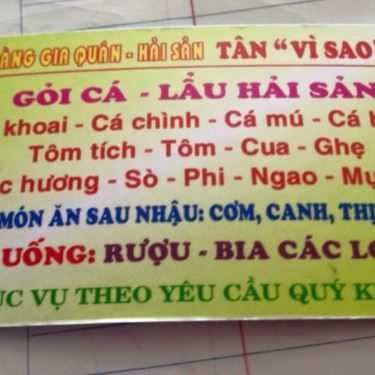 ÀNG GIA QUÁN - HẢI SẢN TÂN "VÌ SAO"
GỎI CÁ - LẨU HẢI SẢN
khoai - Cá chình - Cá mú - Cá
Tôm tích - Tôm - Cua - Ghẹ
c hương - Sò - Phi - Ngao - Mự
MÓN ĂN SAU NHẬU: CƠM, CANH, THỊ
UỐNG: RƯỢU - BIA CÁC LO
ỤC VỤ THEO YÊU CẦU QUÝ K